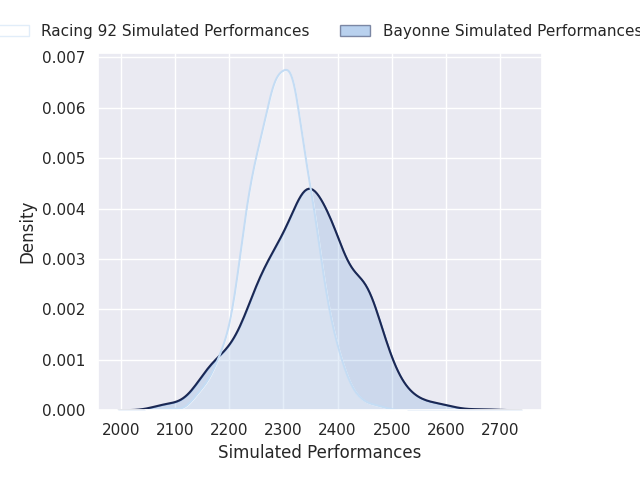 Racing 92 Simulated Performances Bayonne Simulated Performances
0.007
0.006
0.005
0.004
0.003
0.002
0.001
0.000
Density
2000 2100 2200 2300 2400 2500 2600 2700
Simulated Performances